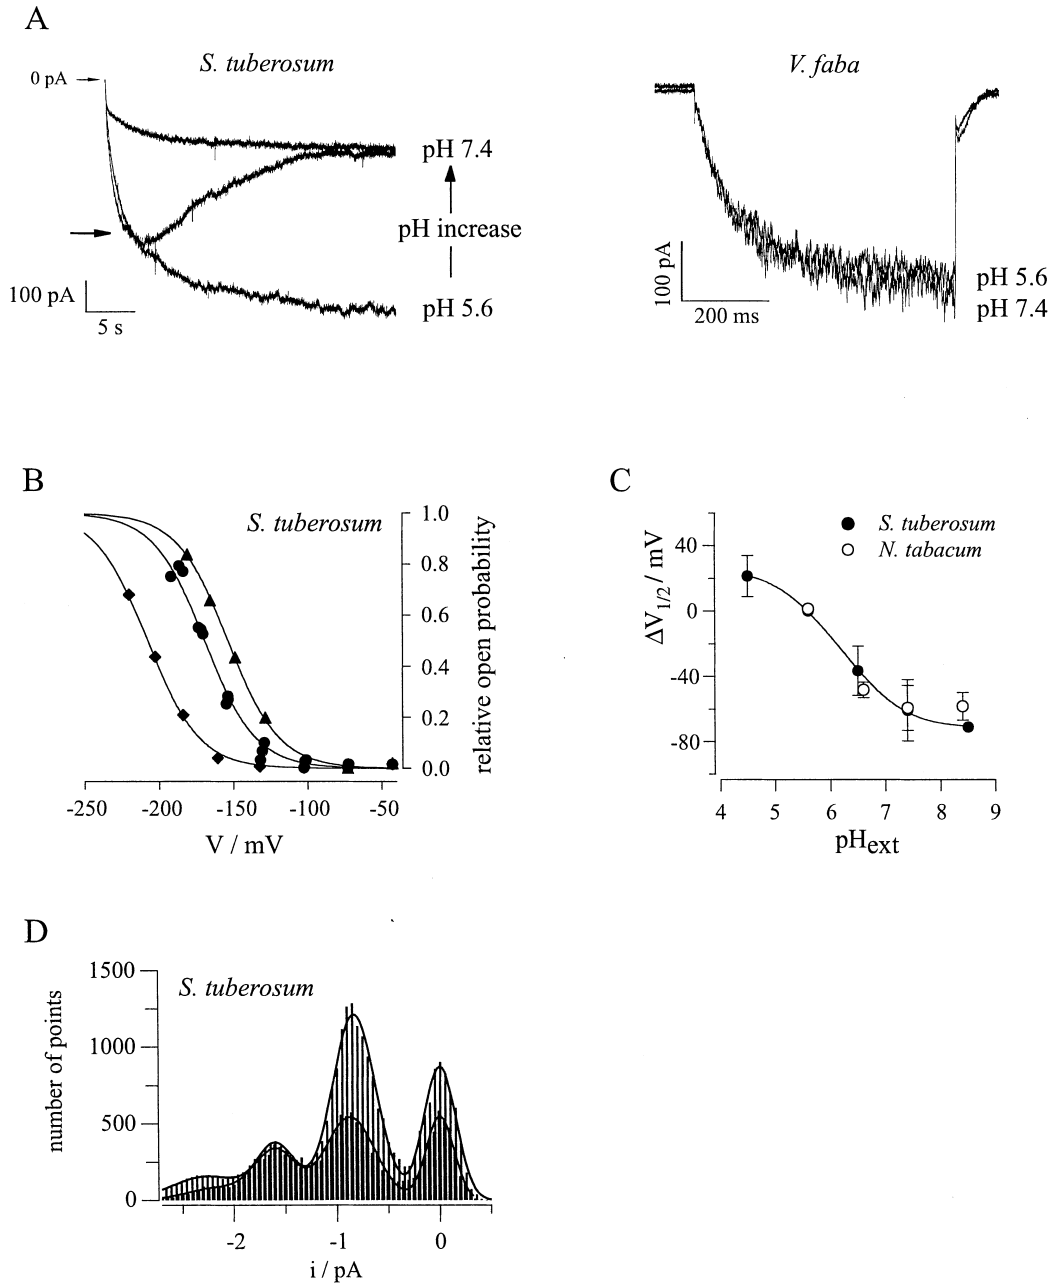 A
S. tuberosum
V. faba
0 pA
pH 7.4
pH increase
pH 5.6
100 pA
5 s
100 pA
200 ms
pH 5.6
pH 7.4
B
S. tuberosum
1.0
0.8
0.6
0.4
0.2
0.0
relative open probability
-250
-200
-150
-100
-50
V / mV
C
S. tuberosum
N. tabacum
40
0
-40
-80
ΔV1/2 / mV
4
5
6
7
8
9
pHext
D
S. tuberosum
1500
1000
500
0
number of points
-2
-1
0
i / pA